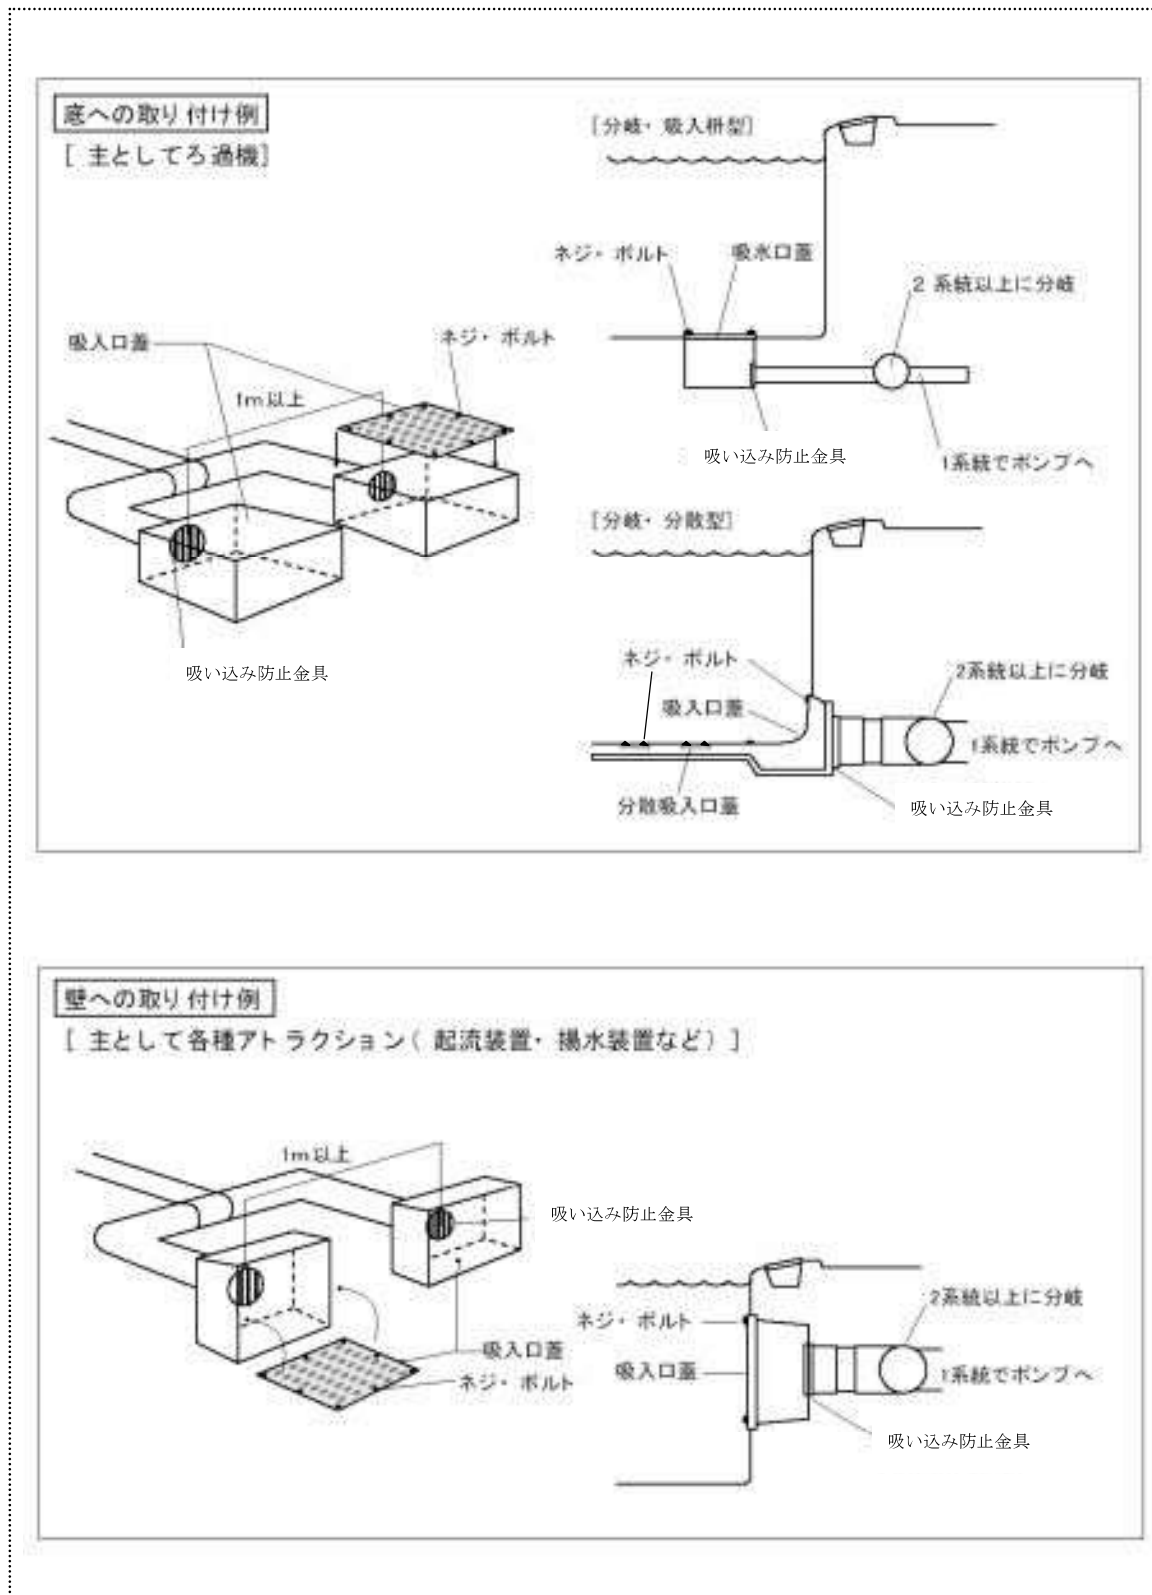 底への取り付け例
[ 主としてろ過機]
吸入口蓋
ネジ・ボルト
1m以上
吸い込み防止金具
[分岐・吸入桝型]
ネジ・ボルト
吸水口蓋
2系統以上に分岐
吸い込み防止金具
1系統でポンプへ
[分岐・分散型]
ネジ・ボルト
2系統以上に分岐
吸入口蓋
1系統でポンプへ
分散吸入口蓋
吸い込み防止金具
壁への取り付け例
[ 主として各種アトラクション( 起流装置・ 揚水装置など) ]
1m以上
吸い込み防止金具
吸入口蓋
ネジ・ボルト
2系統以上に分岐
ネジ・ボルト
吸入口蓋
1系統でポンプへ
吸い込み防止金具